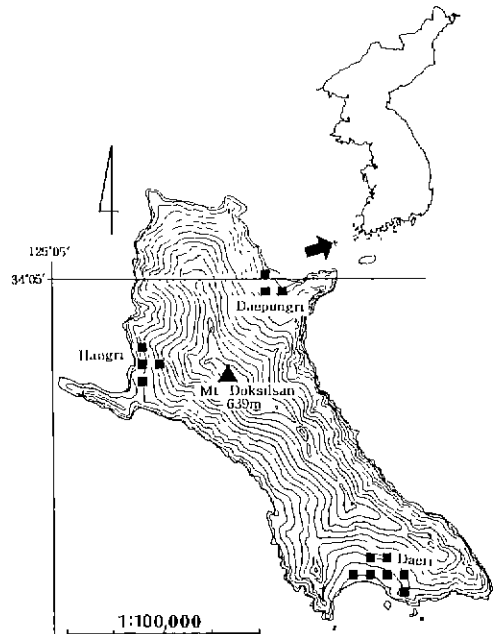 125°05′
34°05′
Daepungri
Hangri
Mt. Doksilsan
639m
Daeri
1:100,000